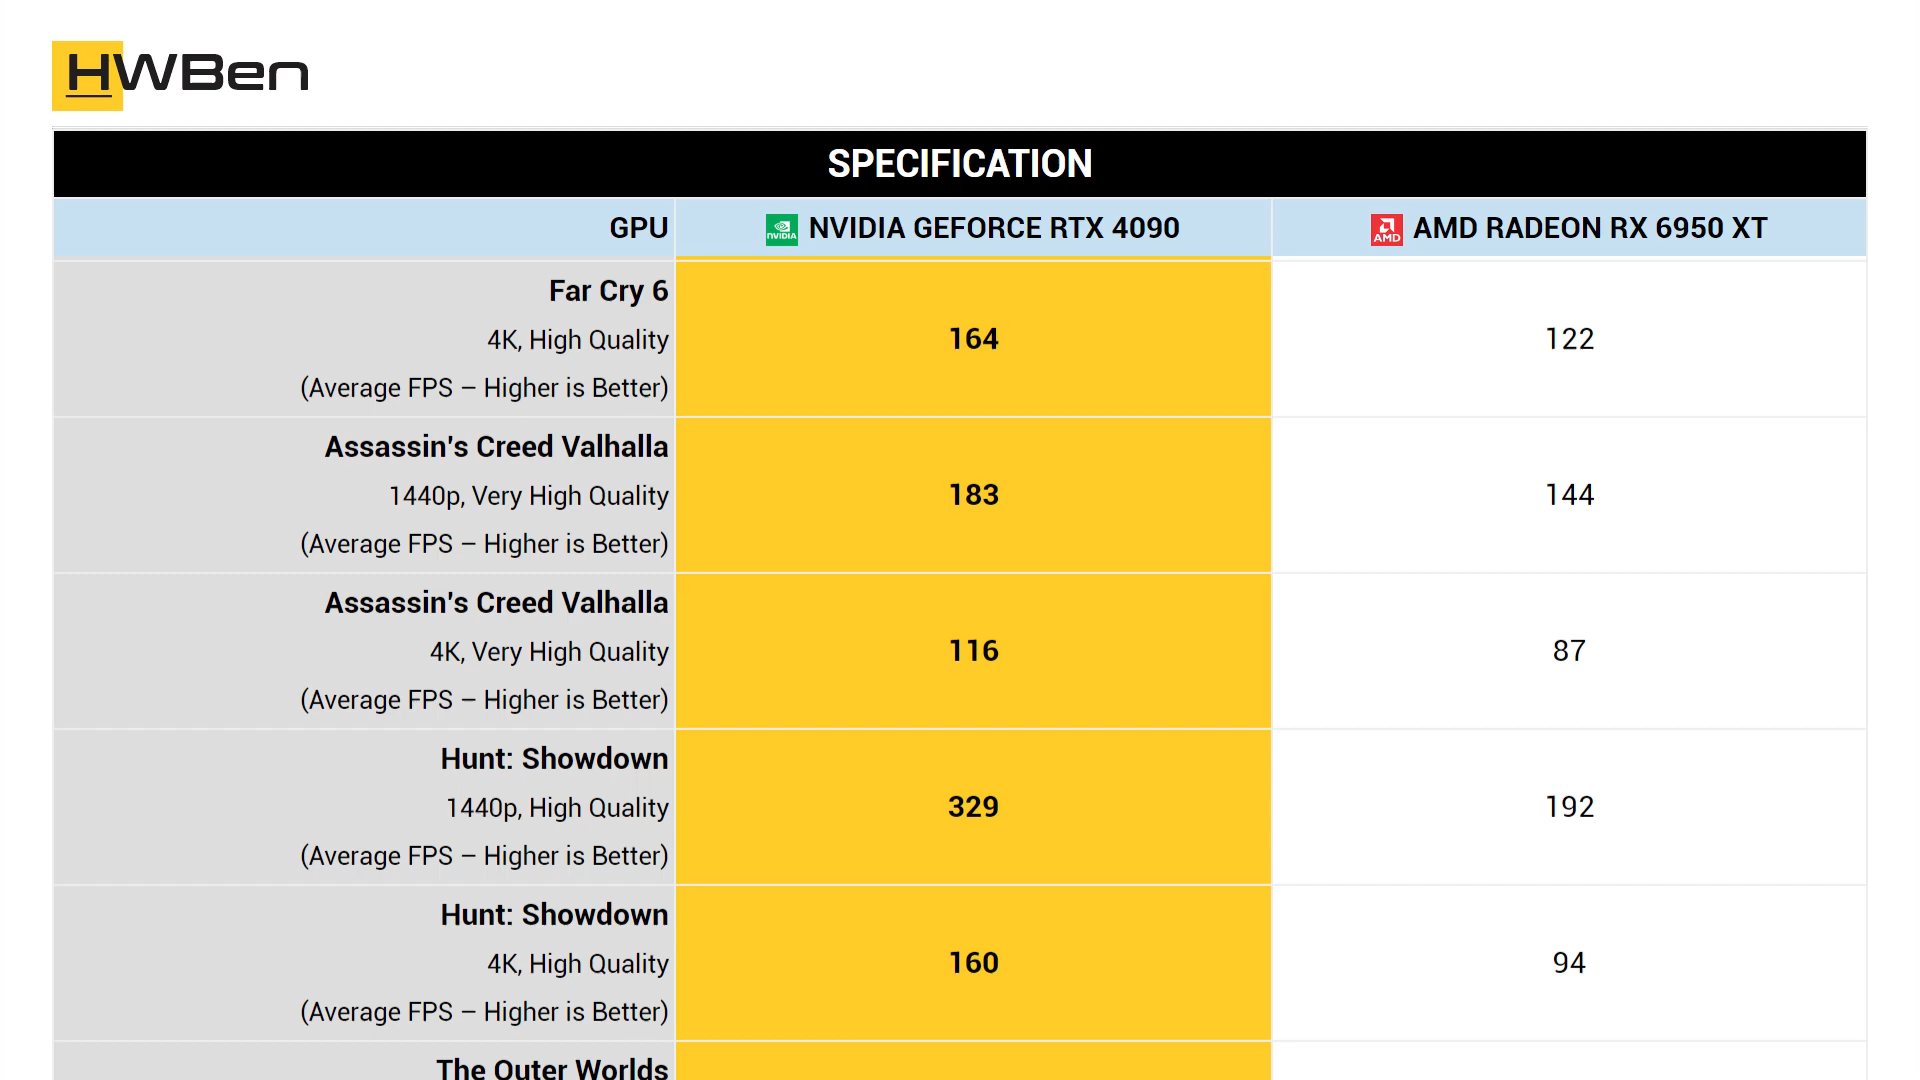 HWBen
SPECIFICATION
GPU
NVIDIA
NVIDIA GEFORCE RTX 4090
AMD
AMD RADEON RX 6950 XT
Far Cry 6
4K, High Quality
(Average FPS – Higher is Better)
164
122
Assassin's Creed Valhalla
1440p, Very High Quality
(Average FPS – Higher is Better)
183
144
Assassin's Creed Valhalla
4K, Very High Quality
(Average FPS – Higher is Better)
116
87
Hunt: Showdown
1440p, High Quality
(Average FPS – Higher is Better)
329
192
Hunt: Showdown
4K, High Quality
(Average FPS – Higher is Better)
160
94
The Outer Worlds